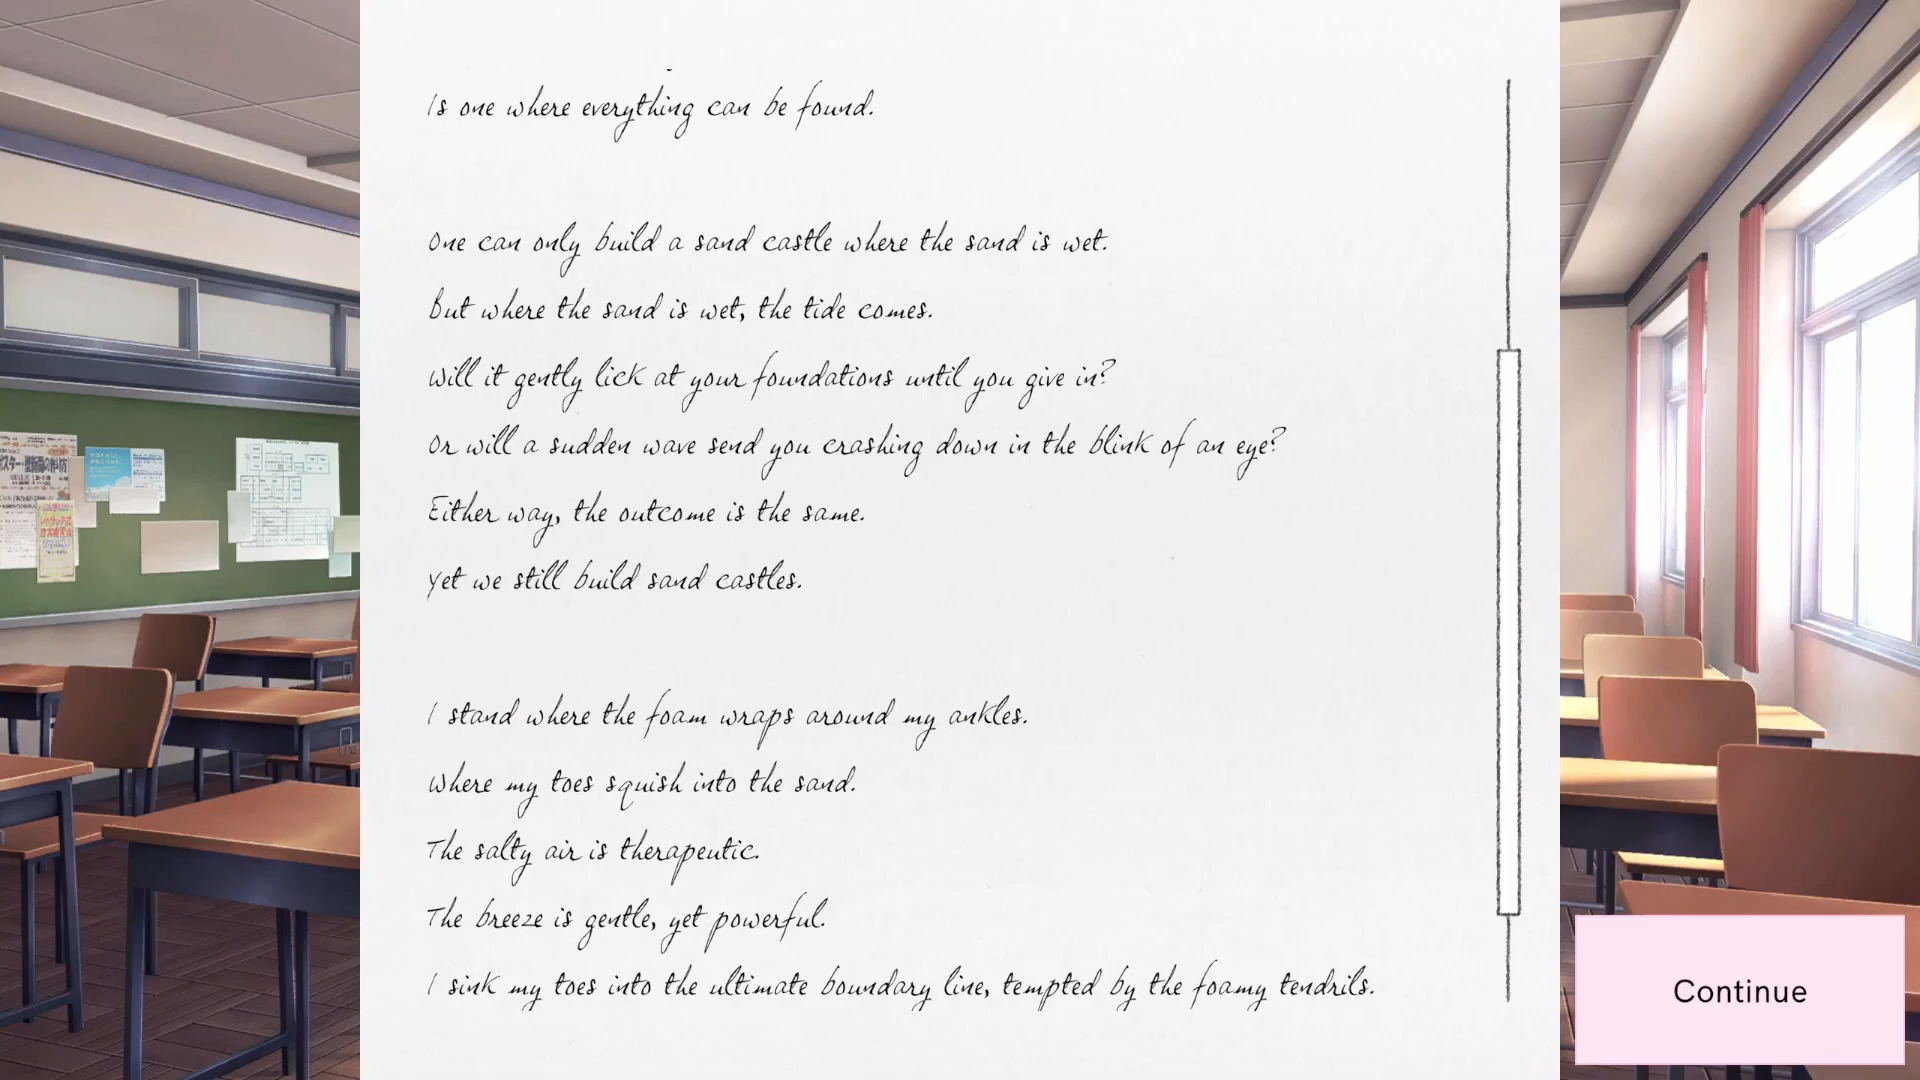 Is one where everything can be found.
One can only build a sand castle where the sand is wet.
But where the sand is wet, the tide comes.
Will it gently lick at your foundations until you give in?
Or will a sudden wave send you crashing down in the blink of an eye?
Either way, the outcome is the same.
Yet we still build sand castles.
I stand where the foam wraps around my ankles.
Where my toes squish into the sand.
The salty air is therapeutic.
The breeze is gentle, yet powerful.
I sink my toes into the ultimate boundary line, tempted by the foamy tendrils.
Continue